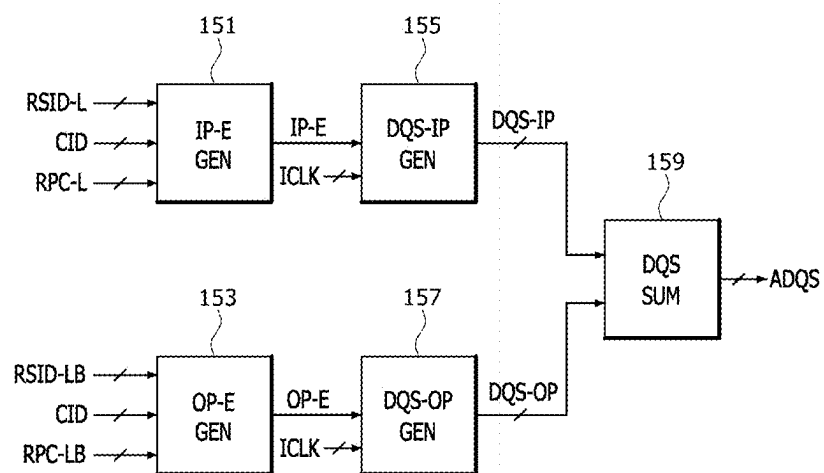 151
155
RSID-L
CID
RPC-L
IP-E
GEN
IP-E
ICLK
DQS-IP
GEN
DQS-IP
159
DQS
SUM
ADQS
153
157
RSID-LB
CID
RPC-LB
OP-E
GEN
OP-E
ICLK
DQS-OP
GEN
DQS-OP